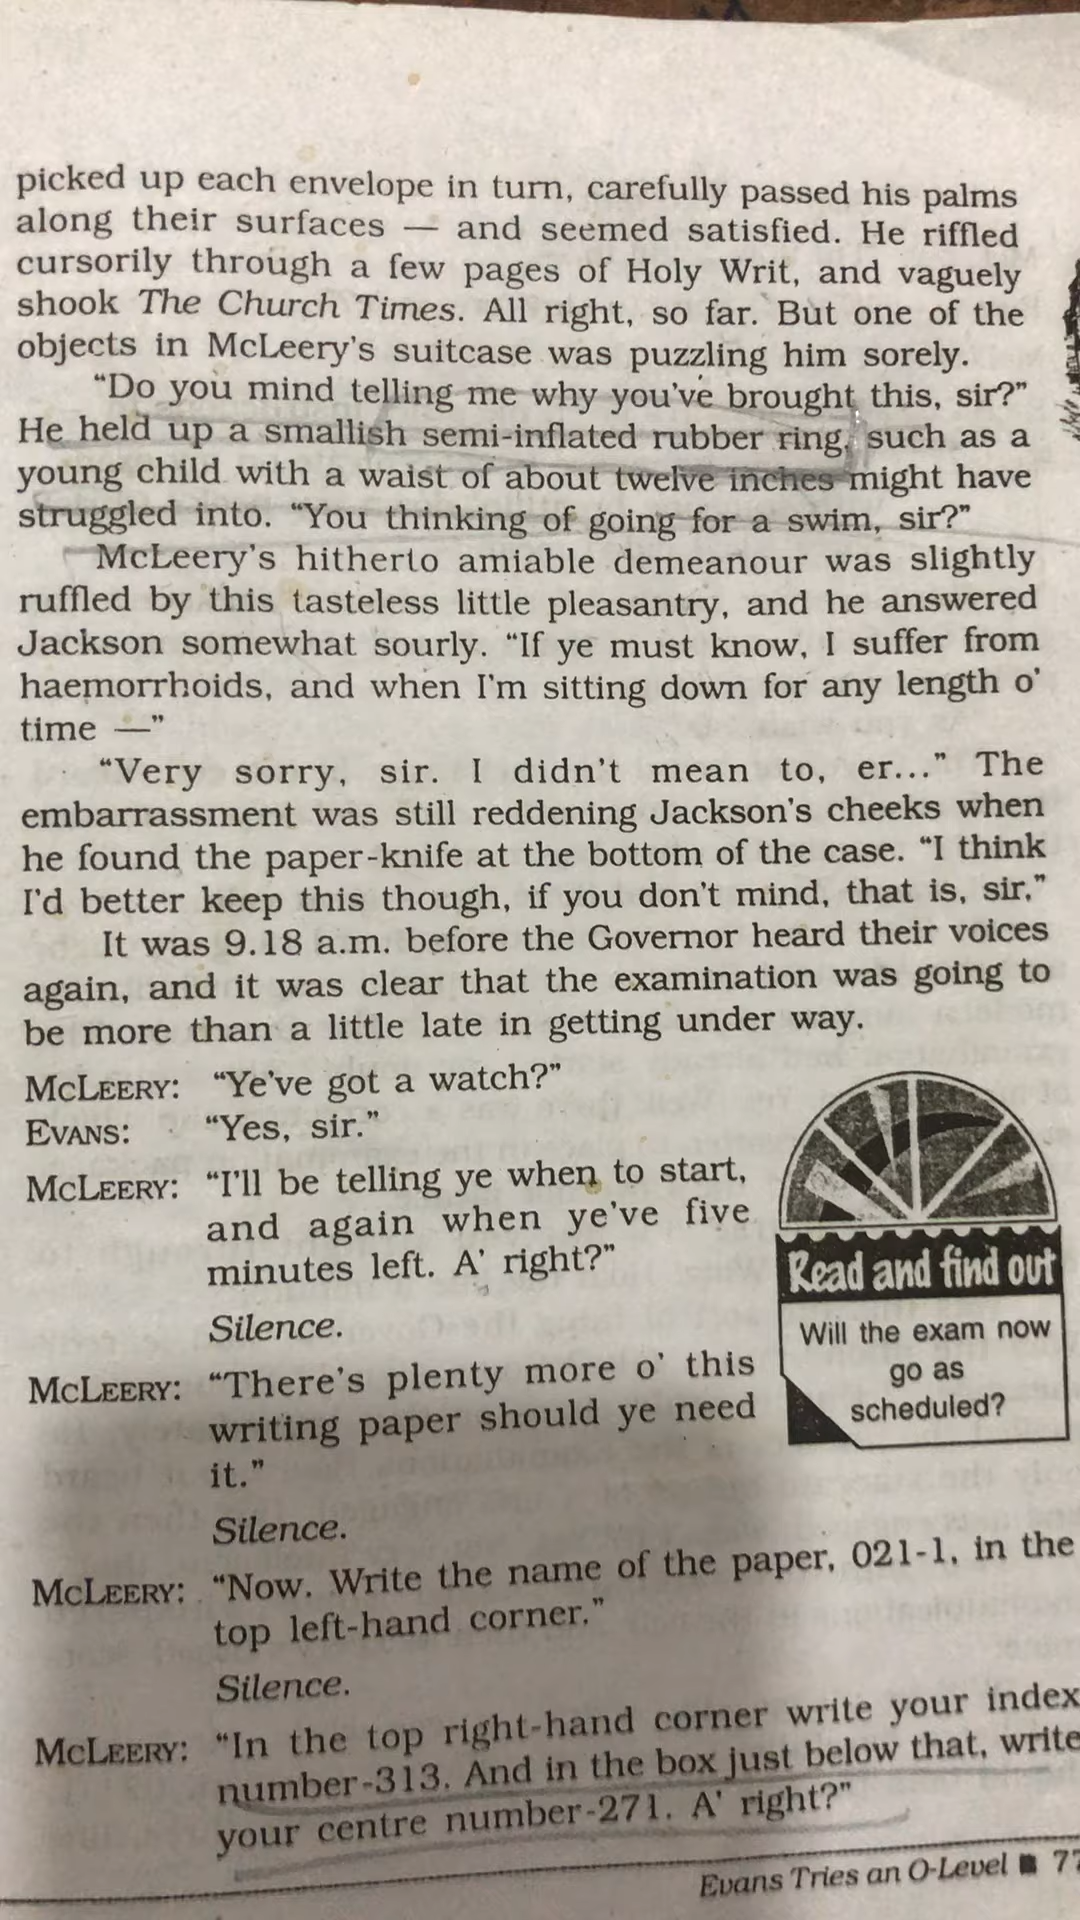 picked up each envelope in turn, carefully passed his palms
along their surfaces — and seemed satisfied. He riffled
cursorily through a few pages of Holy Writ, and vaguely
shook The Church Times. All right, so far. But one of the
objects in McLeery's suitcase was puzzling him sorely.
“Do you mind telling me why you've brought this, sir?”
He held up a smallish semi-inflated rubber ring, such as a
young child with a waist of about twelve inches might have
struggled into. “You thinking of going for a swim, sir?”
McLeery's hitherto amiable demeanour was slightly
ruffled by this tasteless little pleasantry, and he answered
Jackson somewhat sourly. “If ye must know, I suffer from
haemorrhoids, and when I'm sitting down for any length o'
time —”
“Very sorry, sir. I didn't mean to, er...” The
embarrassment was still reddening Jackson's cheeks when
he found the paper-knife at the bottom of the case. “I think
I'd better keep this though, if you don't mind, that is, sir,”
It was 9.18 a.m. before the Governor heard their voices
again, and it was clear that the examination was going to
be more than a little late in getting under way.
MCLEERY: “Ye've got a watch?”
EVANS: “Yes, sir.”
MCLEERY: “I'll be telling ye when to start,
and again when ye've five
minutes left. A' right?”
Silence.
MCLEERY: “There's plenty more o' this
writing paper should ye need
it.”
Silence.
MCLEERY: “Now. Write the name of the paper, 021-1, in the
top left-hand corner.”
Silence.
MCLEERY: “In the top right-hand corner write your index
number-313. And in the box just below that, write
your centre number-271. A' right?”
Read and find out
Will the exam now
go as
scheduled?
Evans Tries an O-Level ■ 77